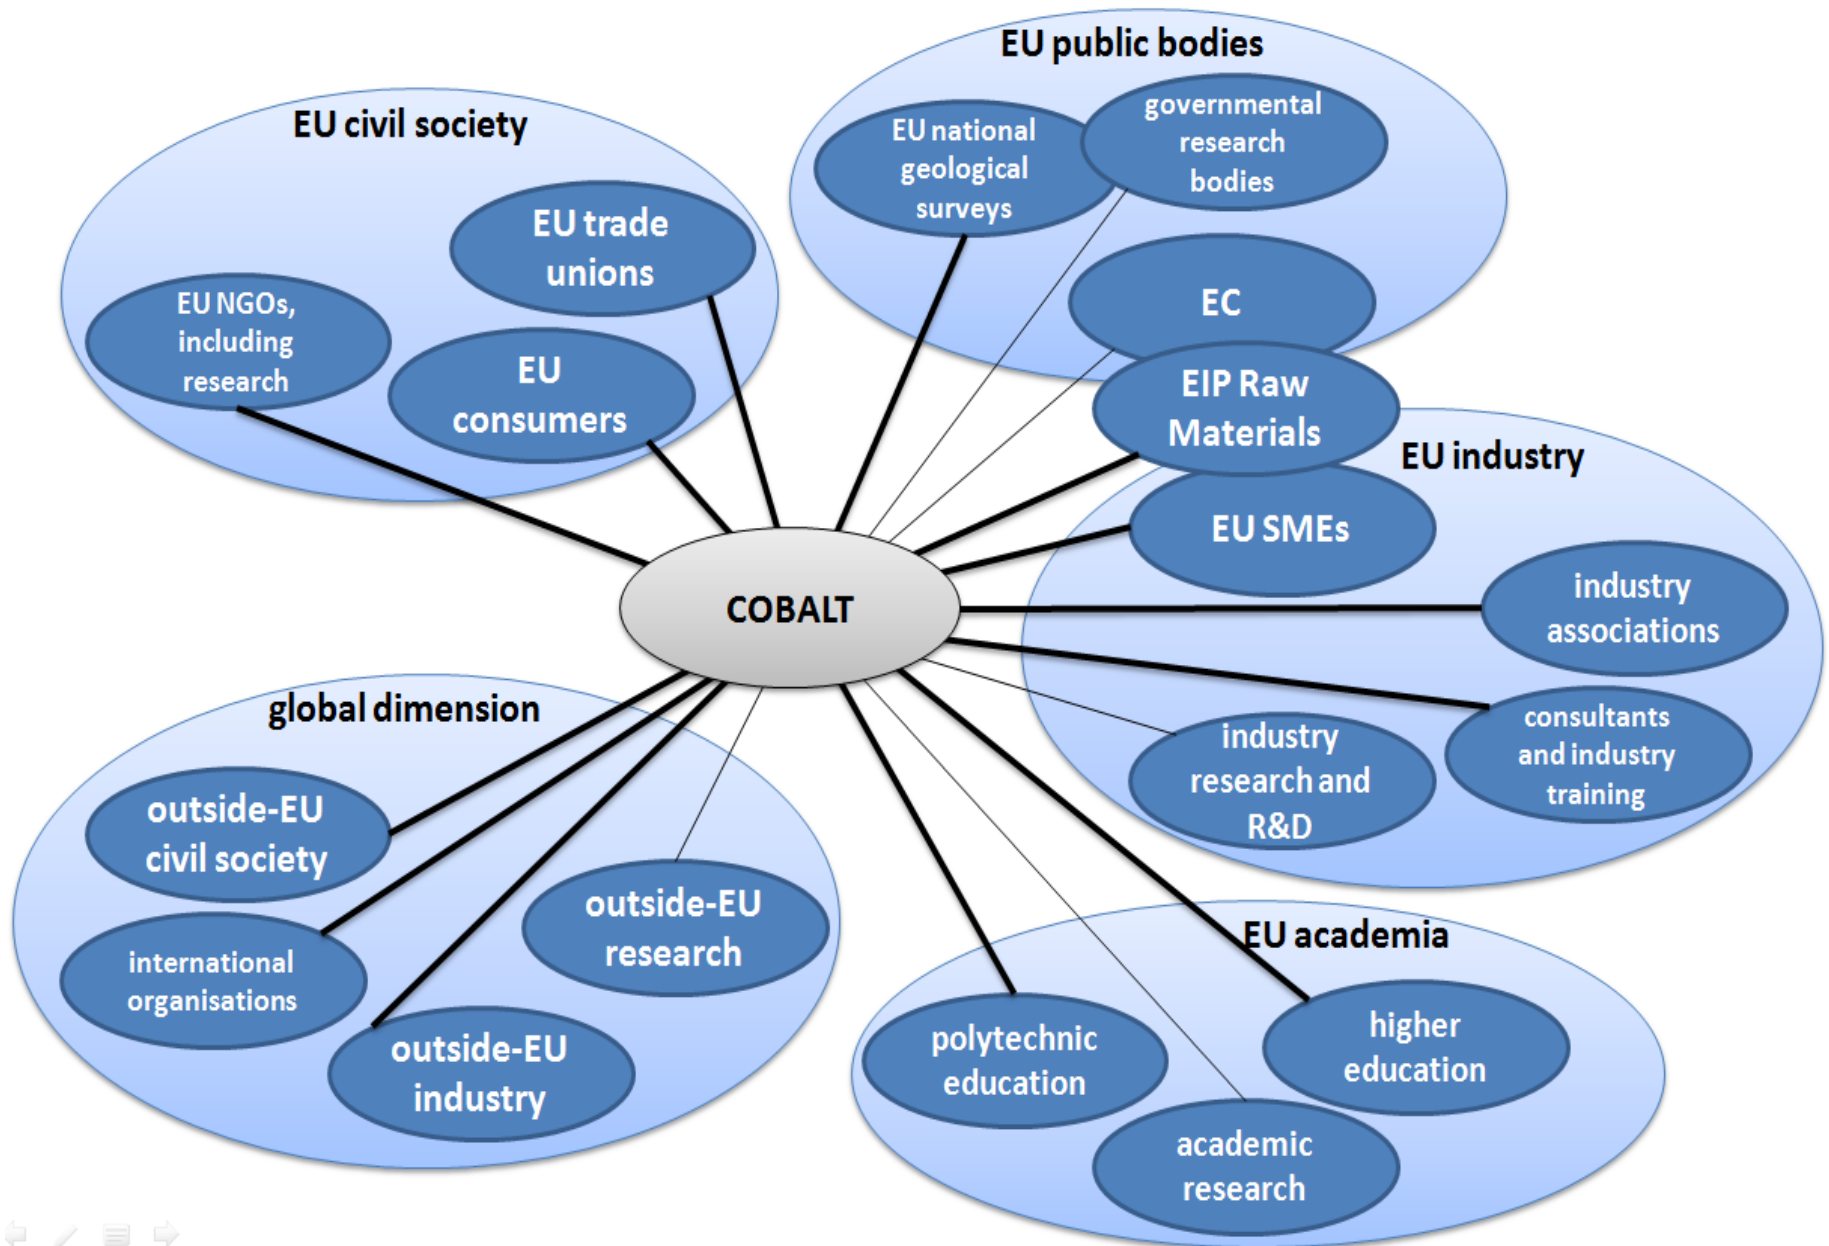 EU public bodies
EU national
geological
surveys
governmental
research
bodies
EC
EIP Raw
Materials
EU civil society
EU trade
unions
EU NGOs,
including
research
EU
consumers
EU industry
EU SMEs
industry
associations
consultants
and industry
training
industry
research and
R&D
COBALT
global dimension
outside-EU
civil society
international
organisations
outside-EU
industry
outside-EU
research
EU academia
polytechnic
education
higher
education
academic
research